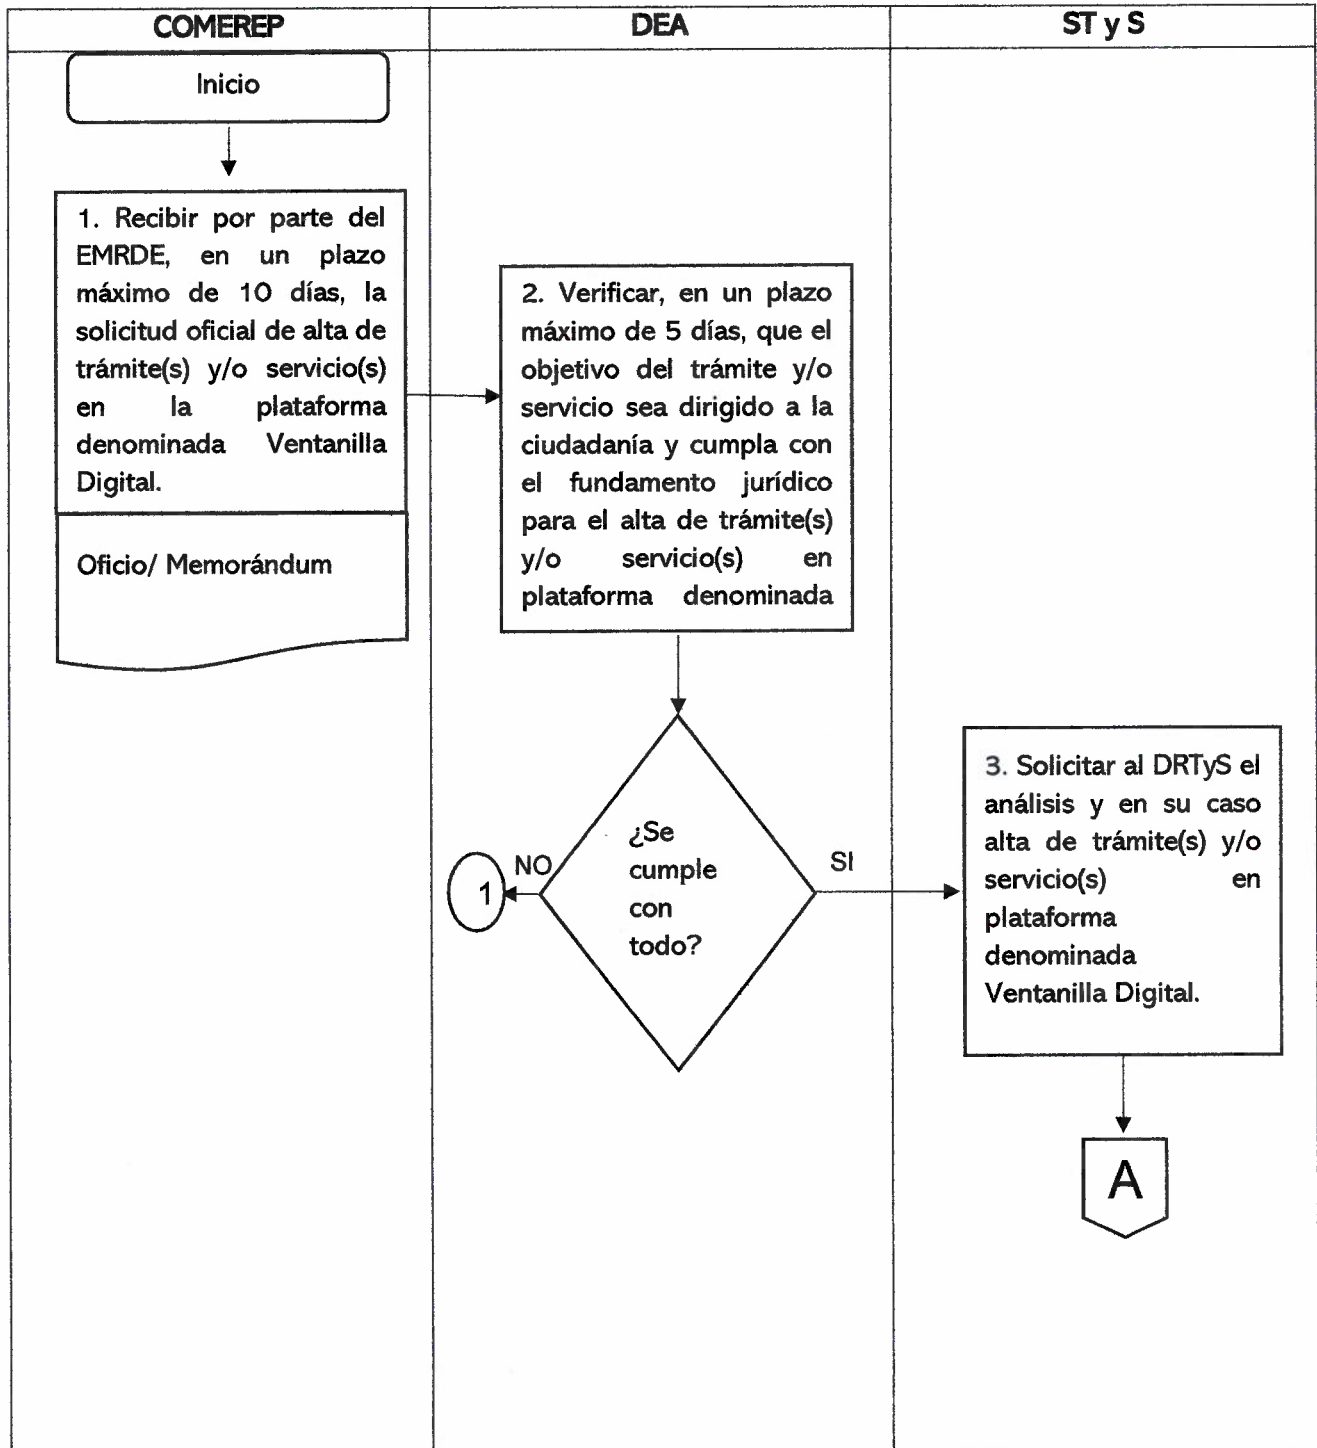 COMEREP
DEA
ST y S
Inicio
1. Recibir por parte del
EMRDE, en un plazo
máximo de 10 días, la
solicitud oficial de alta de
trámite(s) y/o servicio(s)
en la plataforma
denominada Ventanilla
Digital.
Oficio/ Memorándum
2. Verificar, en un plazo
máximo de 5 días, que el
objetivo del trámite y/o
servicio sea dirigido a la
ciudadanía y cumpla con
el fundamento jurídico
para el alta de trámite(s)
y/o servicio(s) en
plataforma denominada
¿Se
cumple
con
todo?
NO
1
SI
3. Solicitar al DRTyS el
análisis y en su caso
alta de trámite(s) y/o
servicio(s) en
plataforma
denominada
Ventanilla Digital.
A